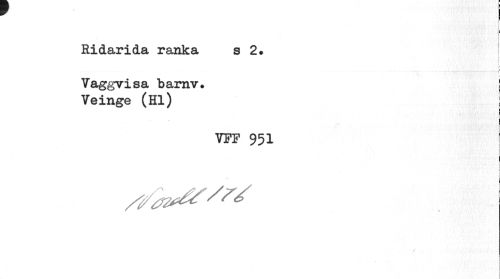 Ridarida ranka s 2.
Vaggvisa barnv.
Veinge (Hl)
VFF 951
Nordl 176